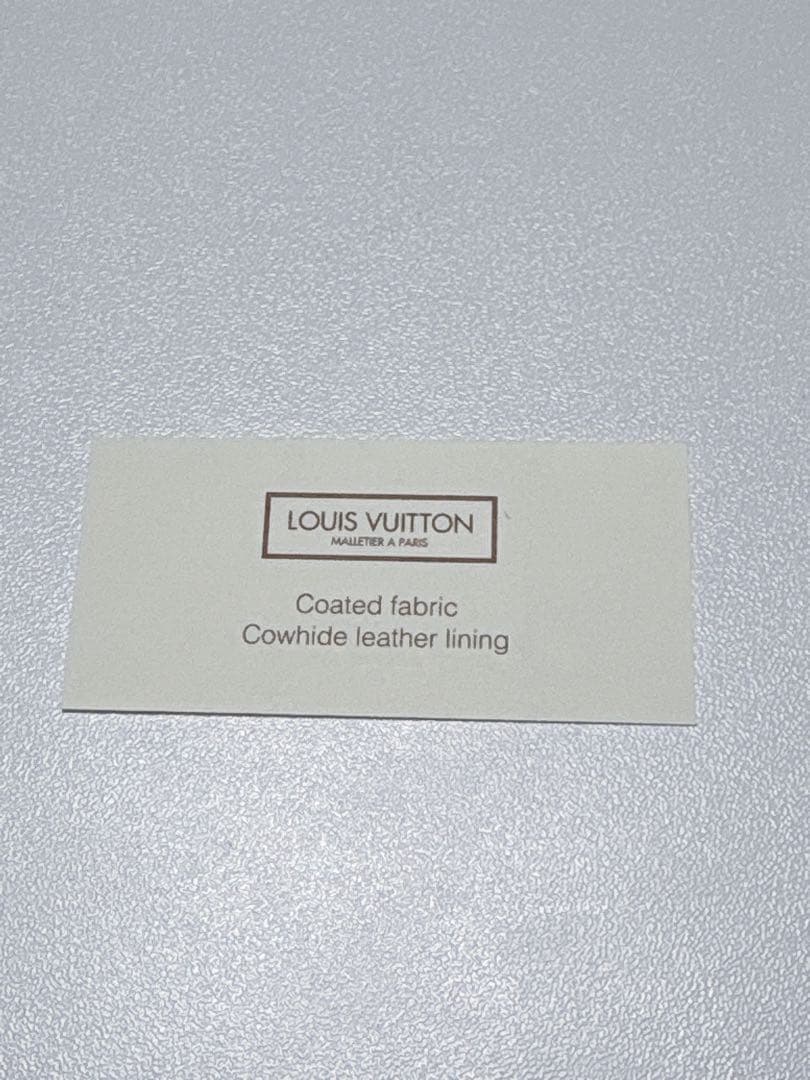 LOUIS VUITTON
MALLETIER A PARIS
Coated fabric
Cowhide leather lining